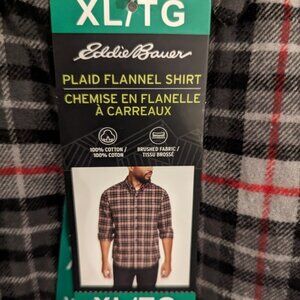 XL/TG
Eddie Bauer
PLAID FLANNEL SHIRT
CHEMISE EN FLANELLE
À CARREAUX
100% COTTON /
100% COTON
BRUSHED FABRIC /
TISSU BROSSÉ
XL/TG